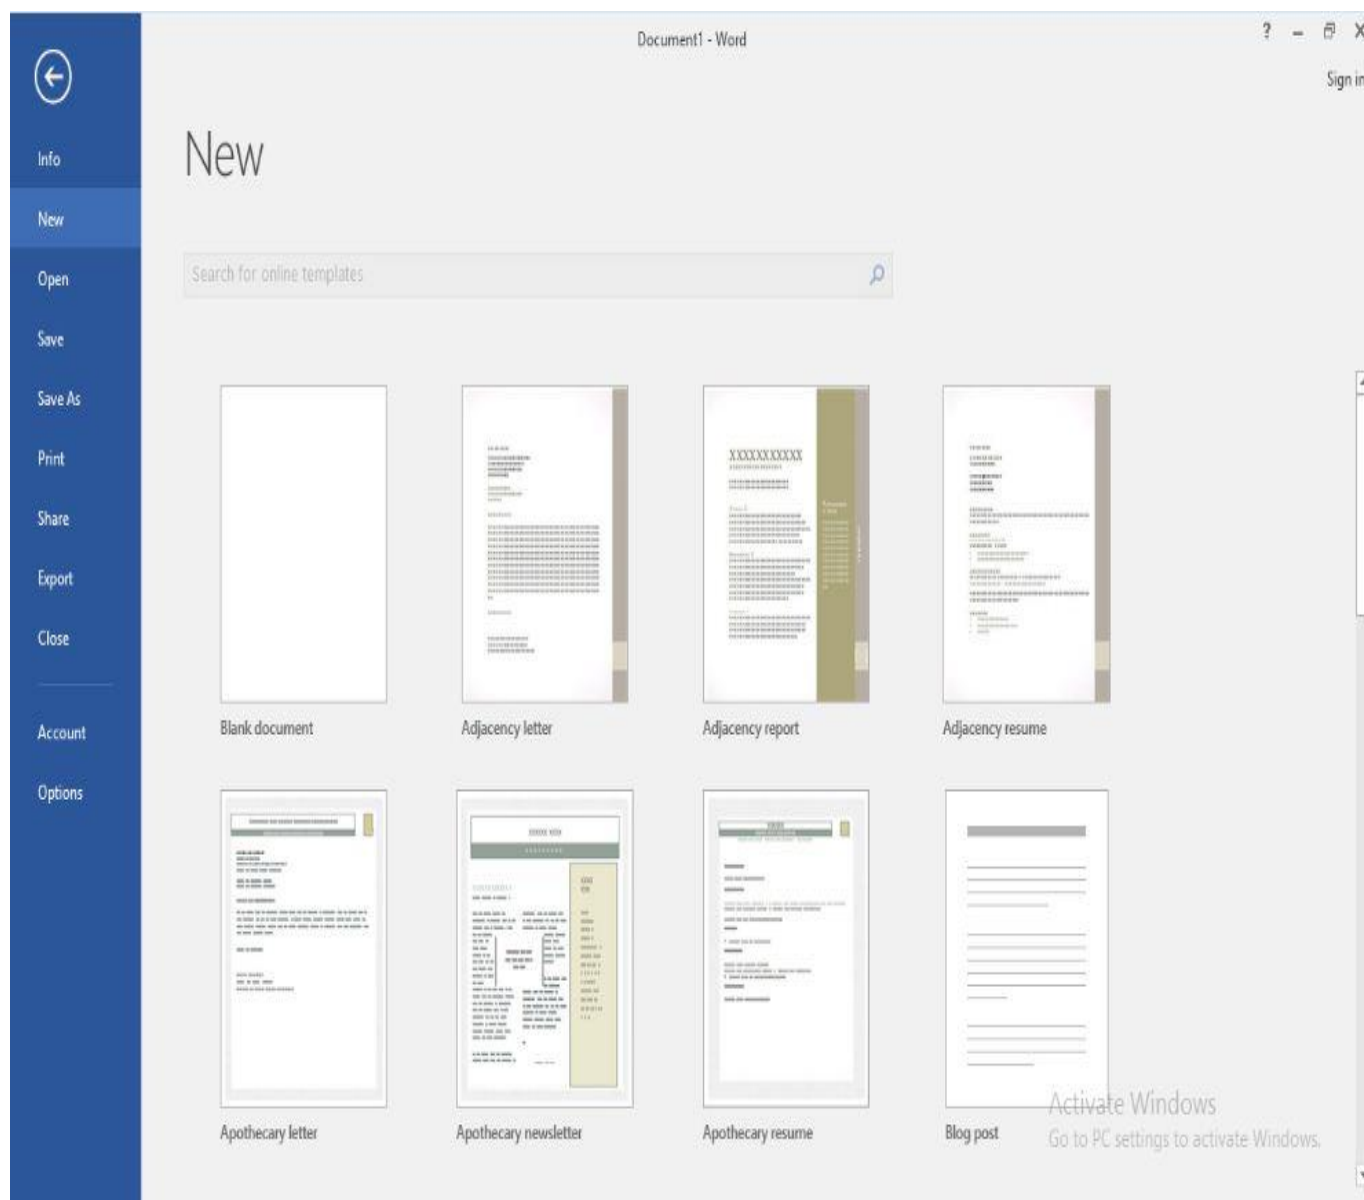 Document1 - Word
?
Sign in
Info
New
Open
Save
Save As
Print
Share
Export
Close
Account
Options
New
Search for online templates
XXXXXXXXXXX
Blank document
Adjacency letter
Adjacency report
Adjacency resume
Apothecary letter
Apothecary newsletter
Apothecary resume
Blog post
Activate Windows
Go to PC settings to activate Windows.